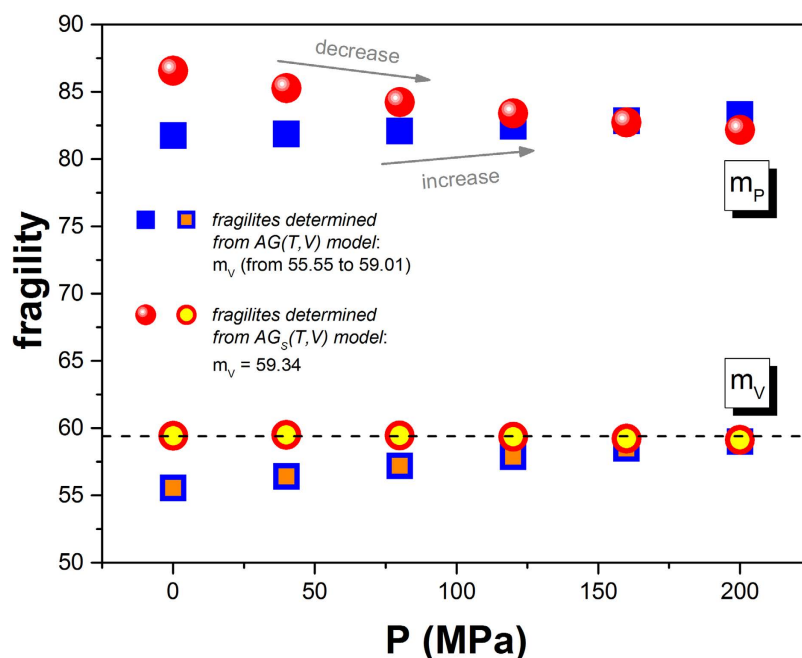 90
85
80
75
70
65
60
55
50
fragility
decrease
increase
m_P
fragilites determined
from AG(T,V) model:
m_V (from 55.55 to 59.01)
fragilites determined
from AG_S(T,V) model:
m_V = 59.34
m_V
0
50
100
150
200
P (MPa)